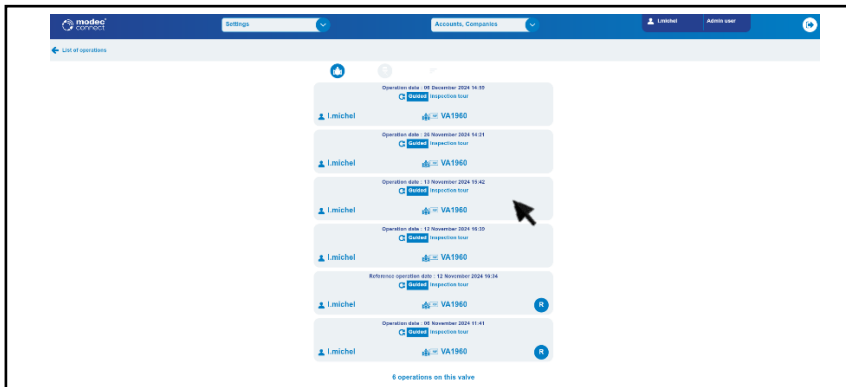 modec
connect
Settings
Accounts, Companies
l.michel
Admin user
List of operations
Operation date : 09 December 2024 14:59
Guided Inspection tour
l.michel
VA1960
Operation date : 26 November 2024 14:21
Guided Inspection tour
l.michel
VA1960
Operation date : 13 November 2024 15:42
Guided Inspection tour
l.michel
VA1960
Operation date : 12 November 2024 16:39
Guided Inspection tour
l.michel
VA1960
Reference operation date : 12 November 2024 16:34
Guided Inspection tour
l.michel
VA1960
R
Operation date : 06 November 2024 11:41
Guided Inspection tour
l.michel
VA1960
R
6 operations on this valve